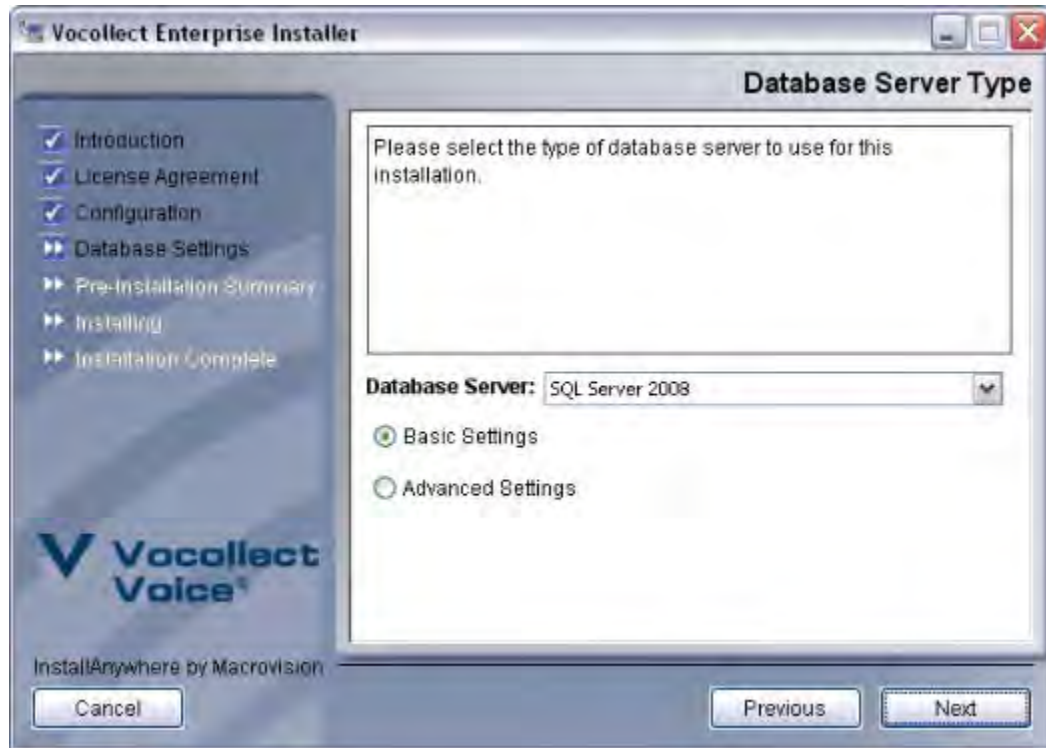 Vocollect Enterprise Installer
Database Server Type
Introduction
License Agreement
Configuration
Database Settings
Pre-Installation Summary
Installing
Installation Complete
Please select the type of database server to use for this
installation.
Database Server: SQL Server 2008
Basic Settings
Advanced Settings
Vocollect
Voice®
InstallAnywhere by Macrovision
Cancel
Previous
Next